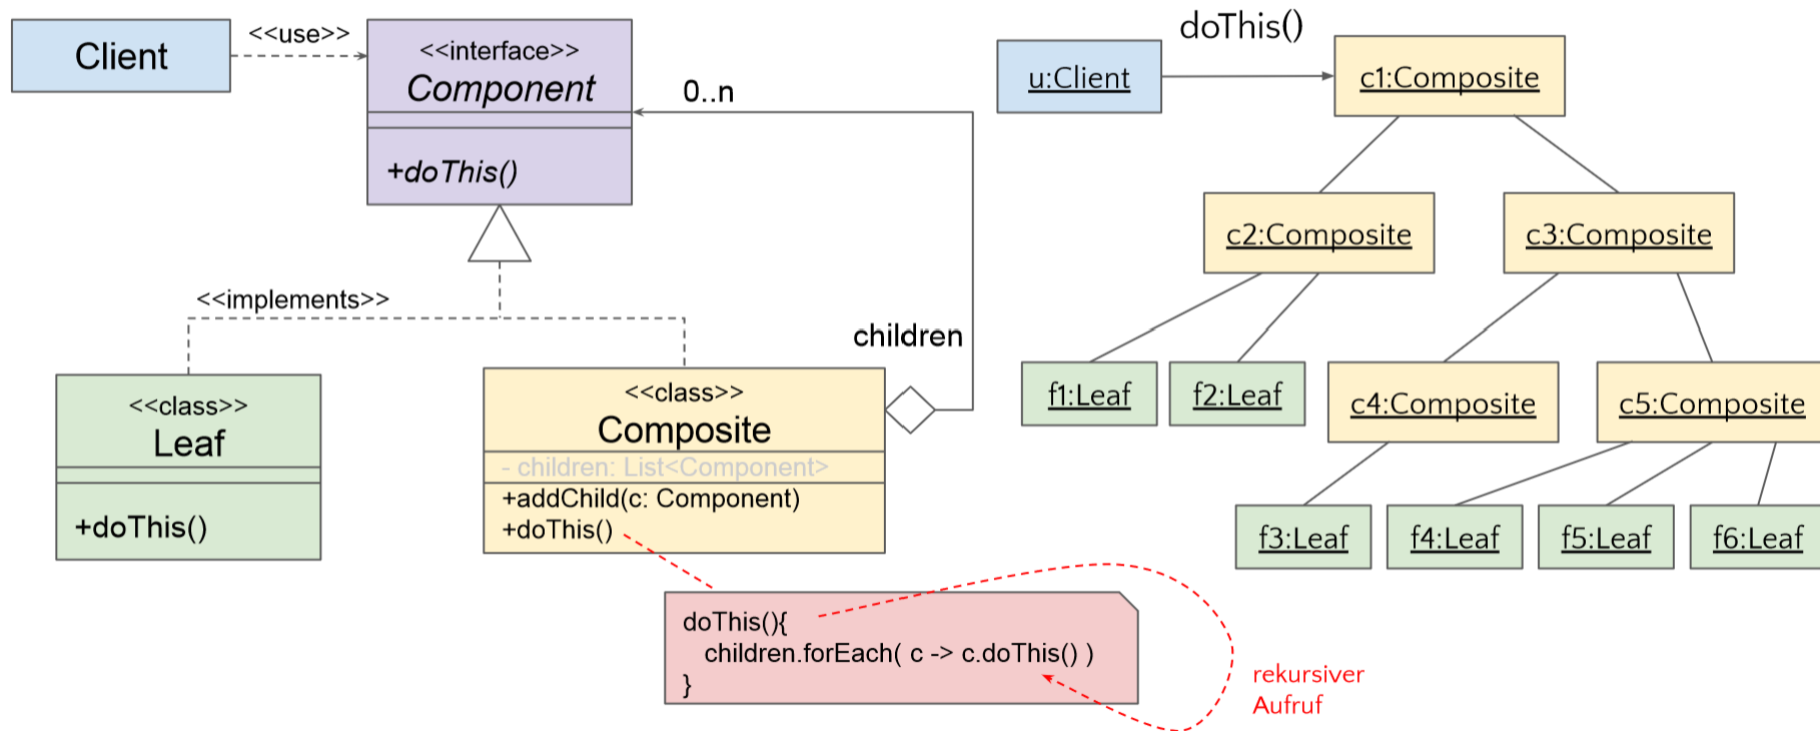 Client
<<use>>
<<interface>>
Component
+doThis()
0..n
children
<<implements>>
<<class>>
Leaf
+doThis()
<<class>>
Composite
- children: List<Component>
+addChild(c: Component)
+doThis()
doThis(){
children.forEach( c -> c.doThis() )
}
rekursiver
Aufruf
doThis()
u:Client
c1:Composite
c2:Composite
c3:Composite
f1:Leaf
f2:Leaf
c4:Composite
c5:Composite
f3:Leaf
f4:Leaf
f5:Leaf
f6:Leaf